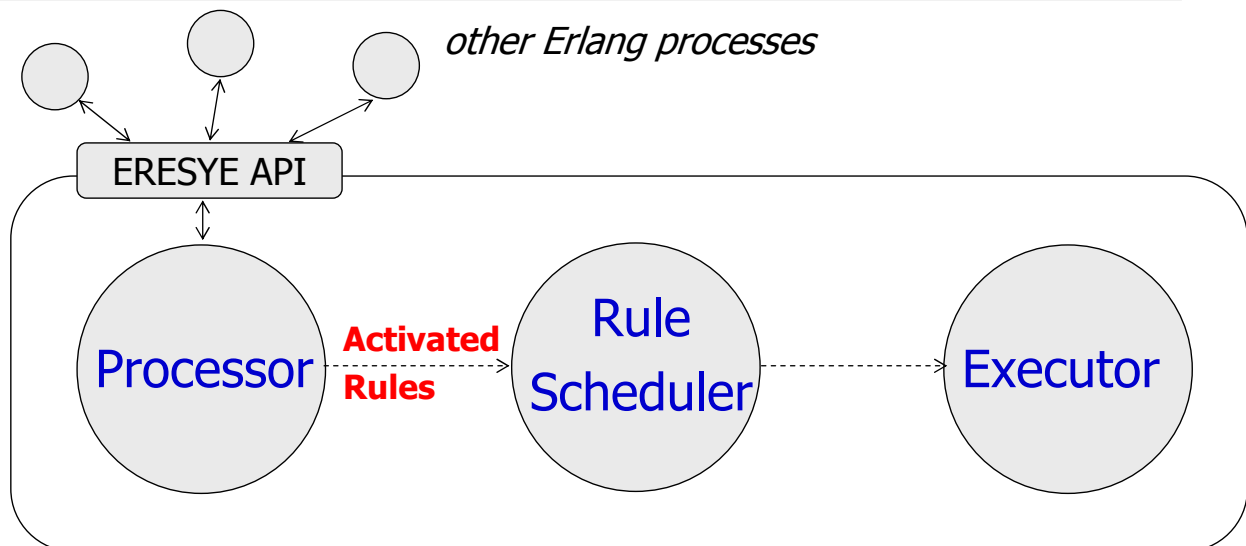 other Erlang processes
ERESYE API
Processor
Activated
Rules
Rule
Scheduler
Executor